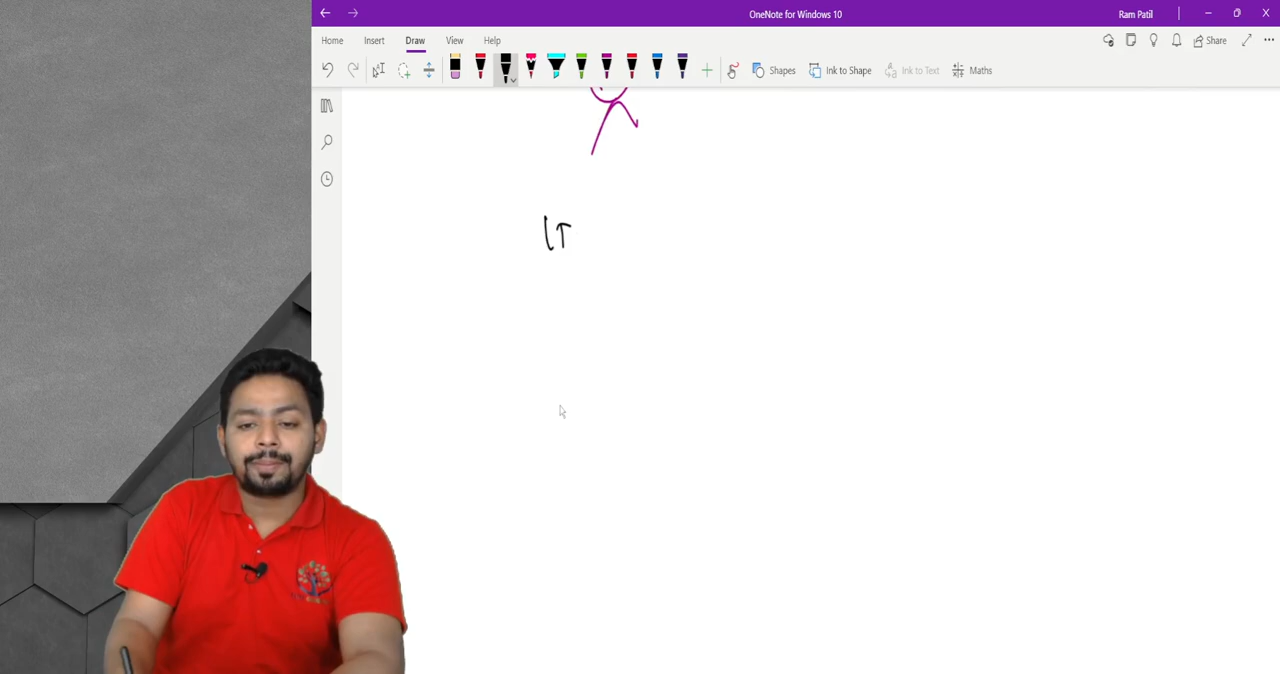 OneNote for Windows 10
Ram Patil
Home Insert Draw View Help
Share
Shapes Ink to Shape Ink to Text Maths